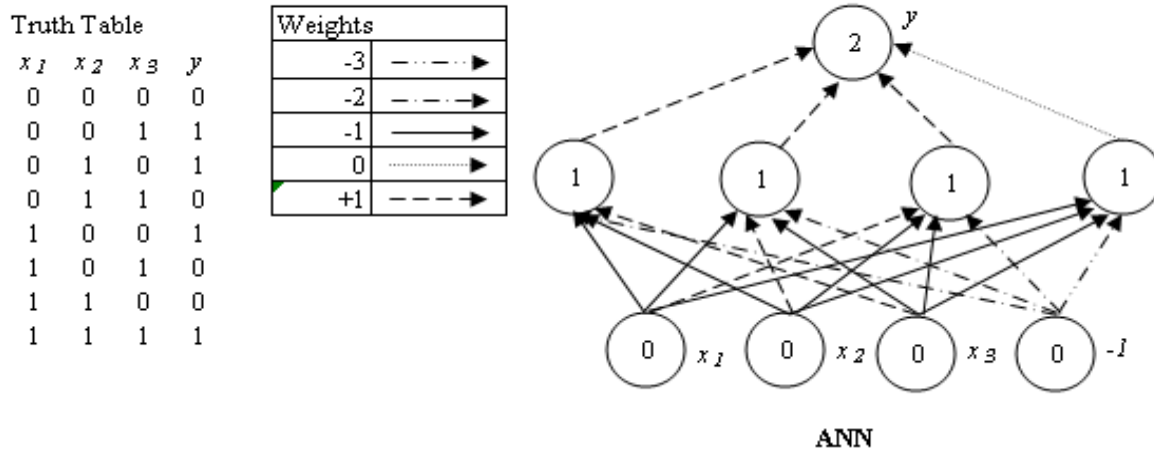 Truth Table
x1 x2 x3 y
0 0 0 0
0 0 1 1
0 1 0 1
0 1 1 0
1 0 0 1
1 0 1 0
1 1 0 0
1 1 1 1
Weights
-3
-2
-1
0
+1
y
2
1 1 1 1
0 x1 0 x2 0 x3 0 -1
ANN